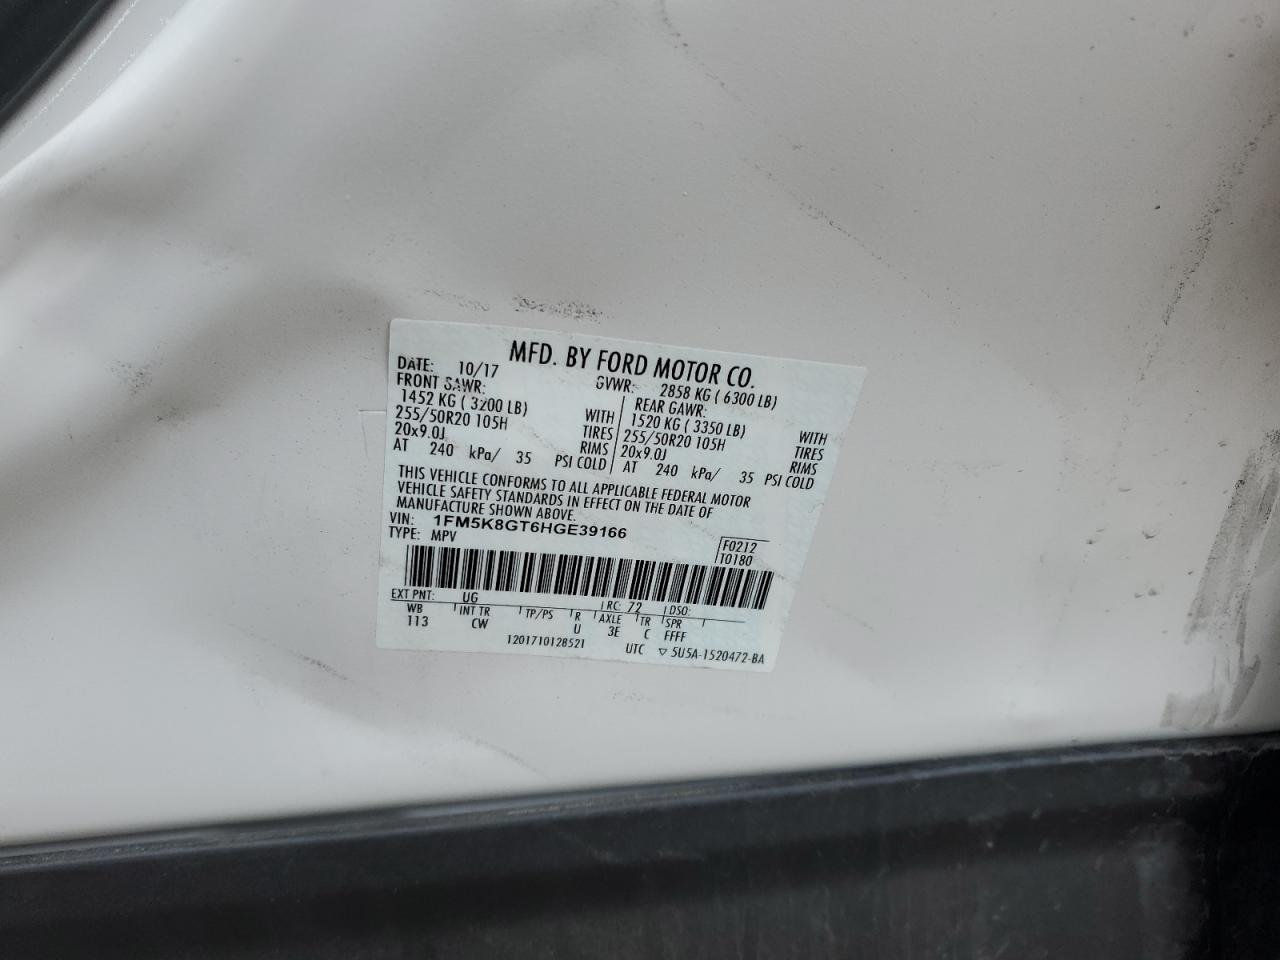 MFD. BY FORD MOTOR CO.
DATE: 10/17 GVWR: 2858 KG ( 6300 LB)
FRONT GAWR: REAR GAWR:
1452 KG ( 3200 LB) WITH 1520 KG ( 3350 LB) WITH
255/50R20 105H TIRES 255/50R20 105H TIRES
20x9.0J RIMS 20x9.0J RIMS
AT 240 kPa/ 35 PSI COLD AT 240 kPa/ 35 PSI COLD
THIS VEHICLE CONFORMS TO ALL APPLICABLE FEDERAL MOTOR
VEHICLE SAFETY STANDARDS IN EFFECT ON THE DATE OF
MANUFACTURE SHOWN ABOVE.
VIN: 1FM5K8GT6HGE39166
TYPE: MPV
F0212
T0180
EXT PNT: UG RC: 72 DSO:
WB INT TR TP/PS R AXLE TR SPR
113 CW U 3E C FFFF
1201710128521 UTC ▽ 5U5A-1520472-BA